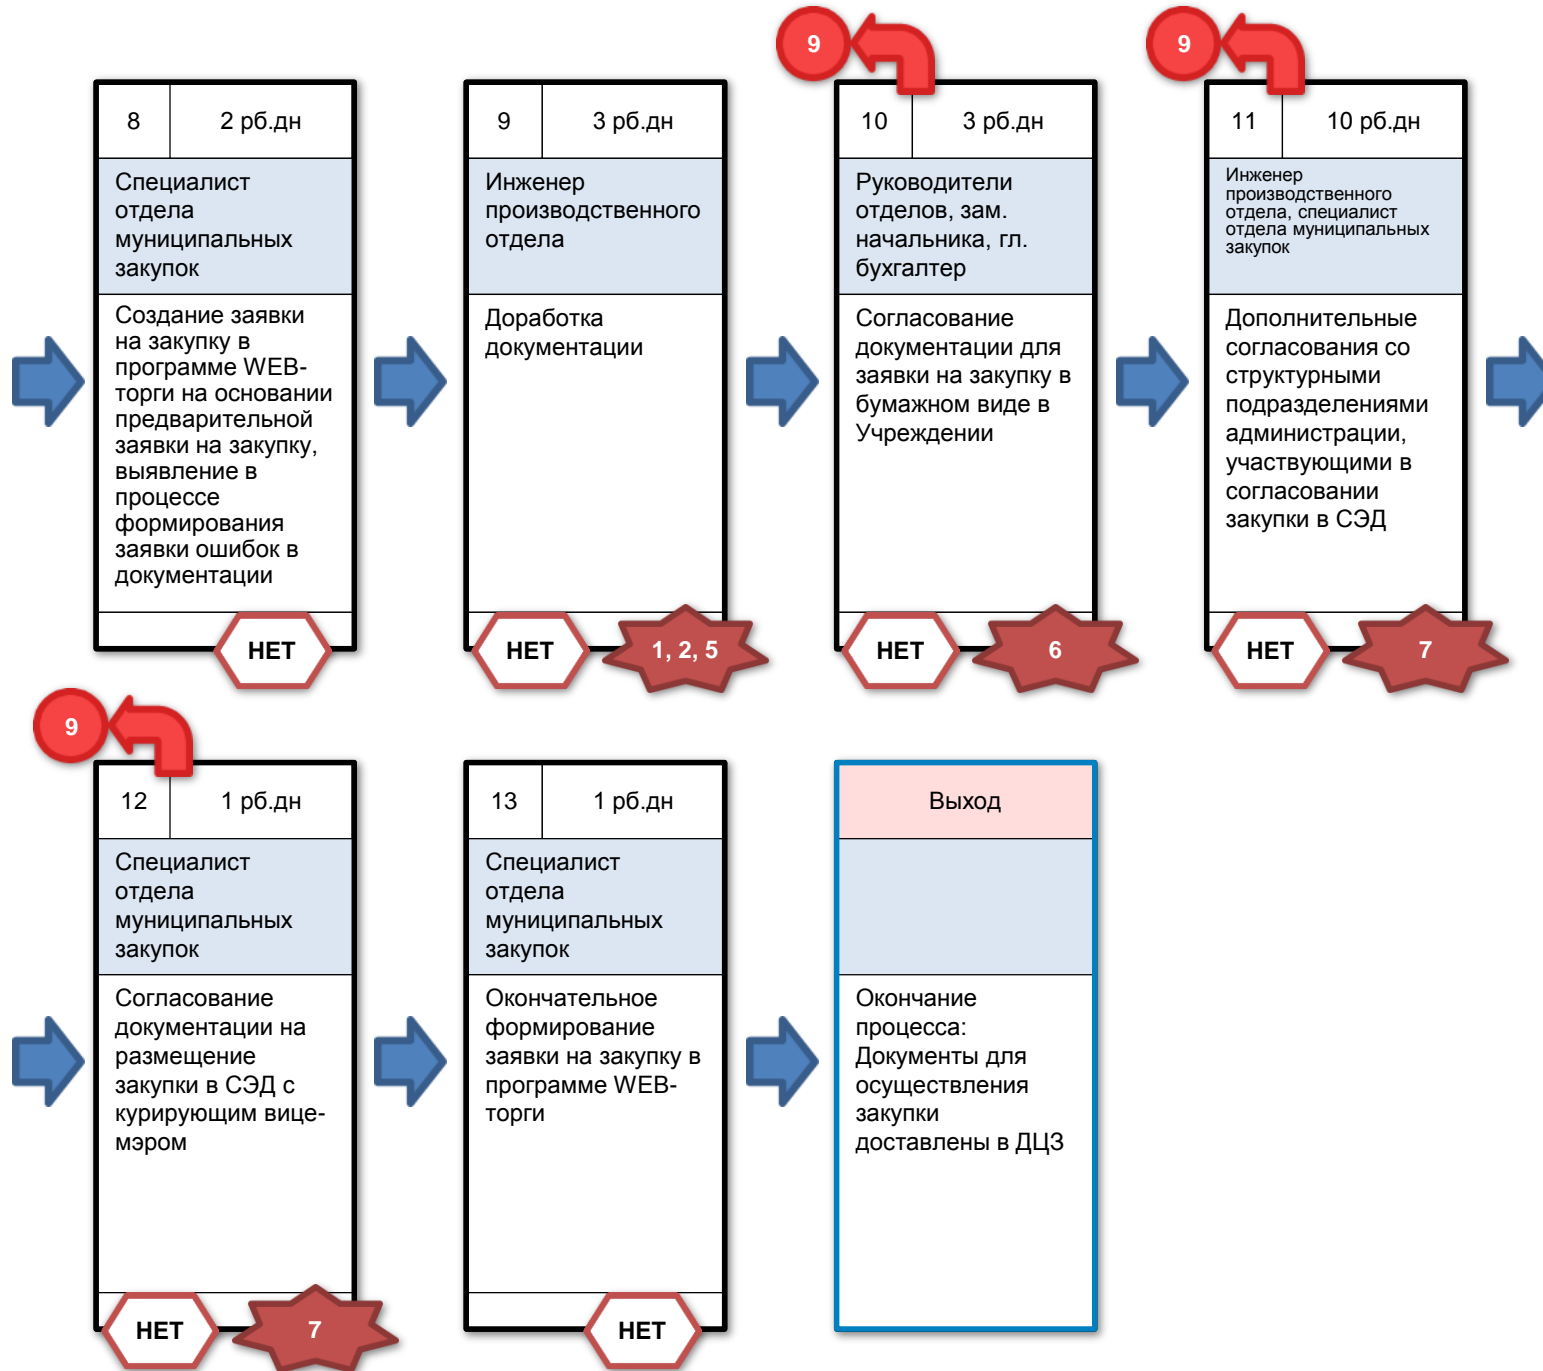 9
9
8
2 рб.дн
Специалист
отдела
муниципальных
закупок
Создание заявки
на закупку в
программе WEB-
торги на основании
предварительной
заявки на закупку,
выявление в
процессе
формирования
заявки ошибок в
документации
НЕТ
9
3 рб.дн
Инженер
производственного
отдела
Доработка
документации
НЕТ
1, 2, 5
10
3 рб.дн
Руководители
отделов, зам.
начальника, гл.
бухгалтер
Согласование
документации для
заявки на закупку в
бумажном виде в
Учреждении
НЕТ
6
11
10 рб.дн
Инженер
производственного
отдела, специалист
отдела муниципальных
закупок
Дополнительные
согласования со
структурными
подразделениями
администрации,
участвующими в
согласовании
закупки в СЭД
НЕТ
7
9
12
1 рб.дн
Специалист
отдела
муниципальных
закупок
Согласование
документации на
размещение
закупки в СЭД с
курирующим вице-
мэром
НЕТ
7
13
1 рб.дн
Специалист
отдела
муниципальных
закупок
Окончательное
формирование
заявки на закупку в
программе WEB-
торги
НЕТ
Выход
Окончание
процесса:
Документы для
осуществления
закупки
доставлены в ДЦЗ